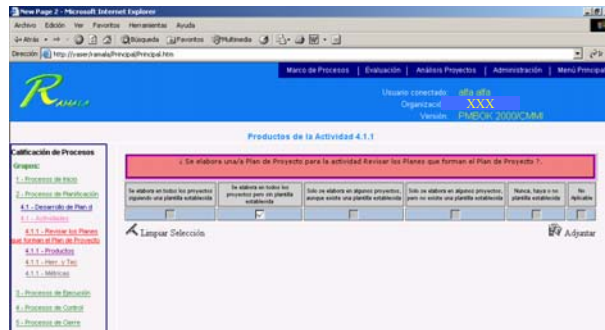 New Page 2 - Microsoft Internet Explorer
Archivo Edición Ver Favoritos Herramientas Ayuda
Atrás Búsqueda Favoritos Multimedia
Dirección http://yaser/ramala/Principal/Principal.htm
Marco de Procesos | Evaluación | Análisis Proyectos | Administración | Menú Principal
RAMALA
Usuario conectado: alfa alfa
Organizació XXX
Versión: PMBOK 2000/CMMI
Productos de la Actividad 4.1.1
Calificación de Procesos
Grupos:
1.- Procesos de Inicio
2.- Procesos de Planificación
4.1 - Desarrollo de Plan d
4.1 - Actividades
4.1.1 - Revisar los Planes
que forman el Plan de Proyecto
4.1.1 - Productos
4.1.1 - Herr. y Tec
4.1.1 - Métricas
3.- Procesos de Ejecución
4.- Procesos de Control
5.- Procesos de Cierre
¿ Se elabora una/a Plan de Proyecto para la actividad Revisar los Planes que forman el Plan de Proyecto ?.
Se elabora en todos los proyectos siguiendo una plantilla establecida
Se elabora en todos los proyectos pero sin plantilla establecida
Sólo se elabora en algunos proyectos, aunque exista una plantilla establecida
Sólo se elabora en algunos proyectos, pero no existe una plantilla establecida
Nunca, haya o no plantilla establecida
No Aplicable
Limpiar Selección
Adjuntar